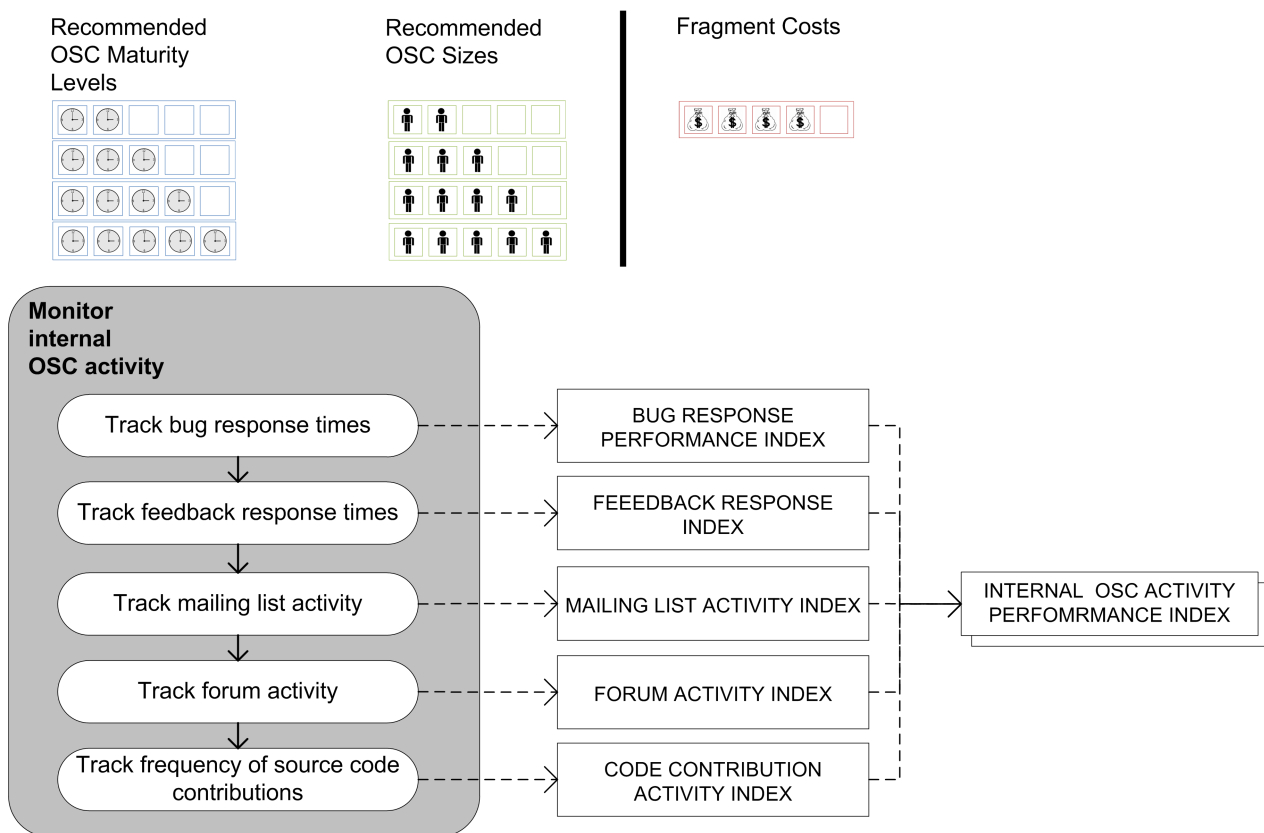 Recommended
OSC Maturity
Levels
Recommended
OSC Sizes
Fragment Costs
$ $ $ $
Monitor
internal
OSC activity
Track bug response times
BUG RESPONSE
PERFORMANCE INDEX
Track feedback response times
FEEEDBACK RESPONSE
INDEX
Track mailing list activity
MAILING LIST ACTIVITY INDEX
INTERNAL OSC ACTIVITY
PERFOMRMANCE INDEX
Track forum activity
FORUM ACTIVITY INDEX
Track frequency of source code
contributions
CODE CONTRIBUTION
ACTIVITY INDEX